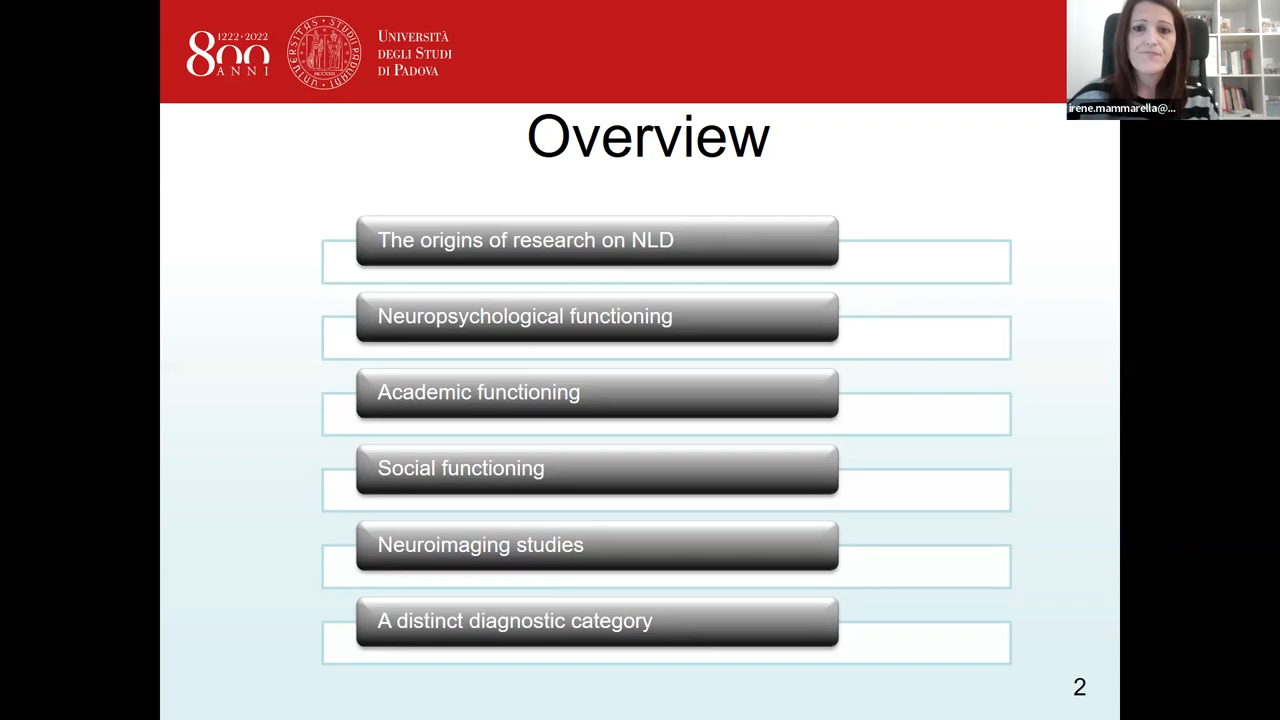 1222·2022
800
ANNI
UNIVERSITÀ
DEGLI STUDI
DI PADOVA
irene.mammarella@...
Overview
The origins of research on NLD
Neuropsychological functioning
Academic functioning
Social functioning
Neuroimaging studies
A distinct diagnostic category
2